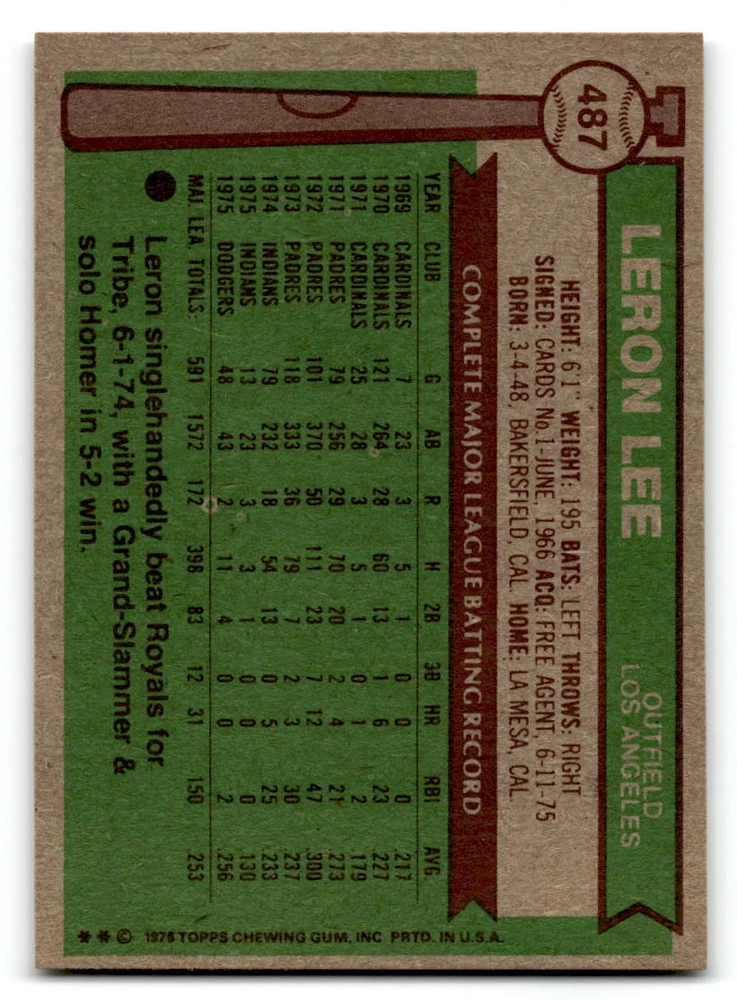 487
LERON LEE
OUTFIELD
LOS ANGELES
HEIGHT: 6'1" WEIGHT: 195 BATS: LEFT THROWS: RIGHT
SIGNED: CARDS No. 1-JUNE, 1966 ACQ: FREE AGENT, 6-11-75
BORN: 3-4-48, BAKERSFIELD, CAL. HOME: LA MESA, CAL.
COMPLETE MAJOR LEAGUE BATTING RECORD
YEAR CLUB G AB R H 2B 3B HR RBI AVG
1969 CARDINALS 7 23 3 5 1 0 0 0 .217
1970 CARDINALS 121 264 28 60 13 1 6 23 .227
1971 CARDINALS 25 28 3 5 1 0 1 2 .179
1971 PADRES 79 256 29 70 20 2 4 21 .273
1972 PADRES 101 370 50 111 23 7 12 47 .300
1973 PADRES 118 333 36 79 7 2 3 30 .237
1974 INDIANS 79 232 18 54 13 0 5 25 .233
1975 INDIANS 13 23 3 3 1 0 0 0 .130
1975 DODGERS 48 43 2 11 4 0 0 2 .256
MAJ. LEA. TOTALS: 591 1572 172 398 83 12 31 150 .253
Leron singlehandedly beat Royals for
Tribe, 6-1-74, with a Grand-Slammer &
solo Homer in 5-2 win.
** © 1976 TOPPS CHEWING GUM, INC. PRTD. IN U.S.A.